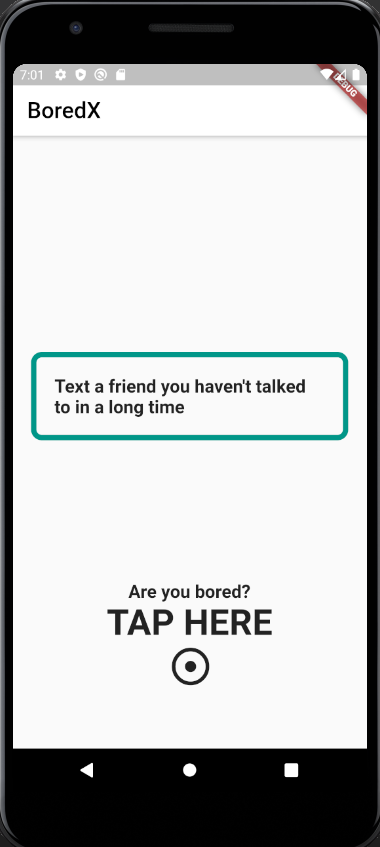 7:01
DEBUG
BoredX
Text a friend you haven't talked
to in a long time
Are you bored?
TAP HERE